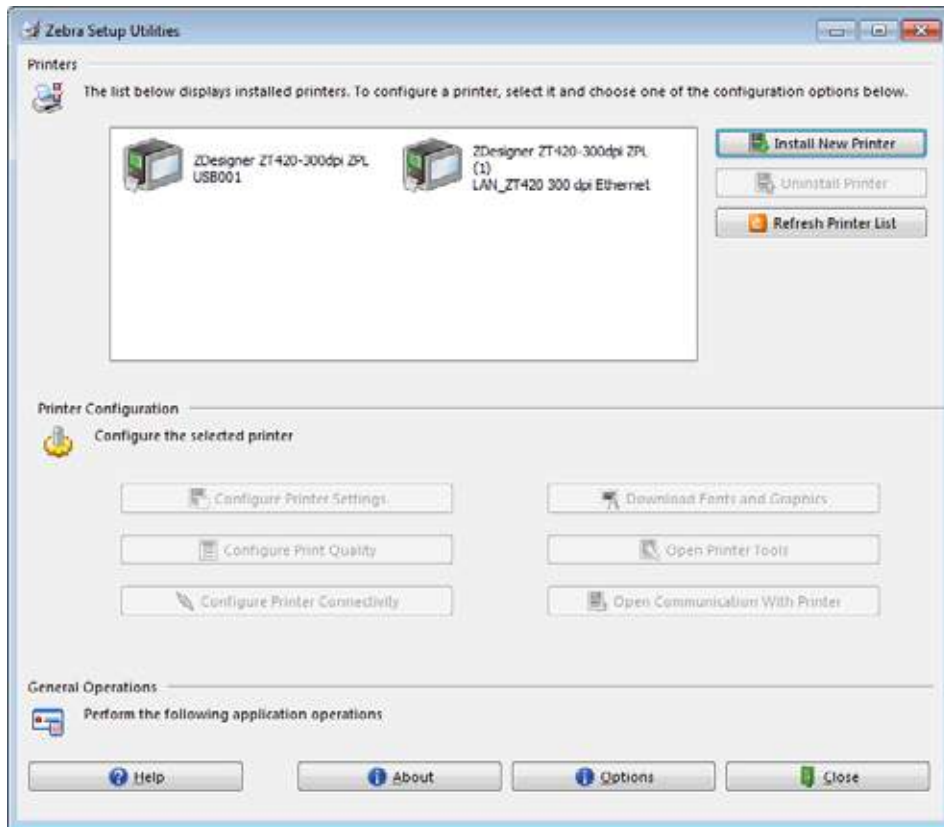 Zebra Setup Utilities
Printers
The list below displays installed printers. To configure a printer, select it and choose one of the configuration options below.
ZDesigner ZT420-300dpi ZPL
USB001
ZDesigner ZT420-300dpi ZPL
(1)
LAN_ZT420 300 dpi Ethernet
Install New Printer
Uninstall Printer
Refresh Printer List
Printer Configuration
Configure the selected printer
Configure Printer Settings
Download Fonts and Graphics
Configure Print Quality
Open Printer Tools
Configure Printer Connectivity
Open Communication With Printer
General Operations
Perform the following application operations
Help
About
Options
Close